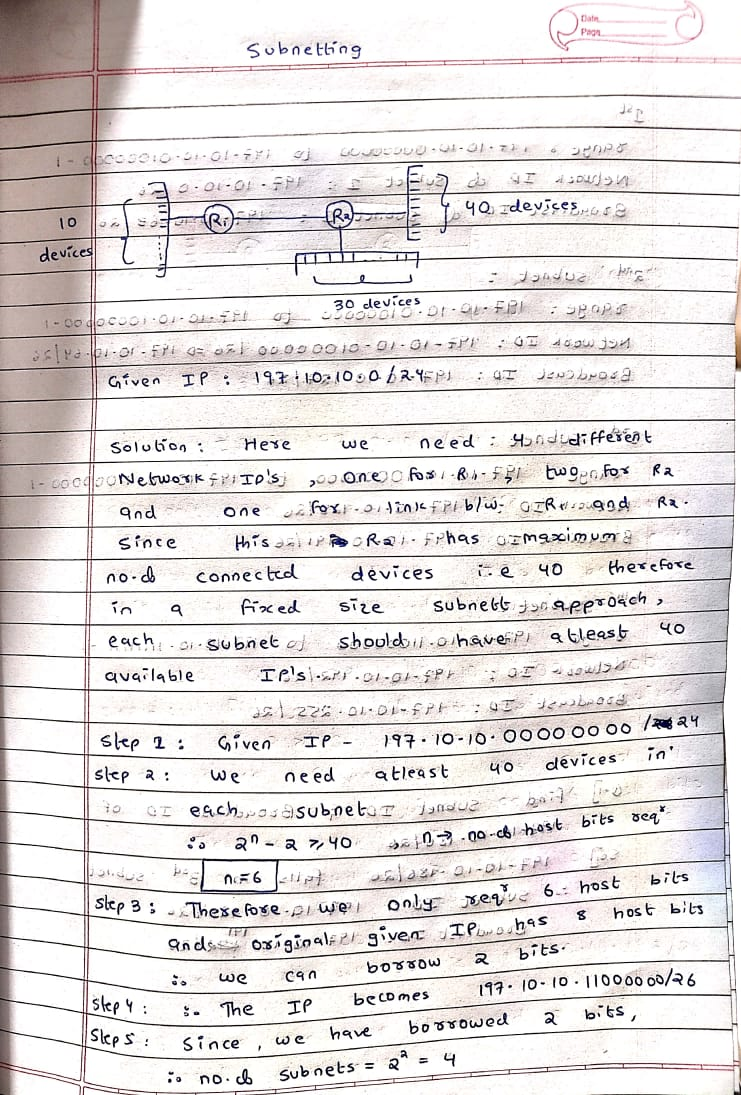 Date
Page
Subnetting
10
devices
R1
R2
40 devices
30 devices
Given IP : 197.10.10.0/24
Solution : Here we need : 4 different
Network IP's, one for R1, two for R2
and one for link b/w R1 and R2.
Since this R2 has maximum
no. of connected devices i.e 40 therefore
in a fixed size subnett approach,
each subnet should have atleast 40
available IP's.
Step 1 : Given IP - 197.10.10.00000000 /24
Step 2 : we need atleast 40 devices in
each subnet
∴ 2ⁿ - 2 ≥ 40 n → no. of host bits reqʳ
n = 6
Step 3 : Therefore we only reqʳ 6 host bits
and original given IP has 8 host bits
∴ we can borrow 2 bits.
Step 4 : ∴ The IP becomes 197.10.10.11000000/26
Step 5 : Since, we have borrowed 2 bits,
∴ no. of subnets = 2² = 4